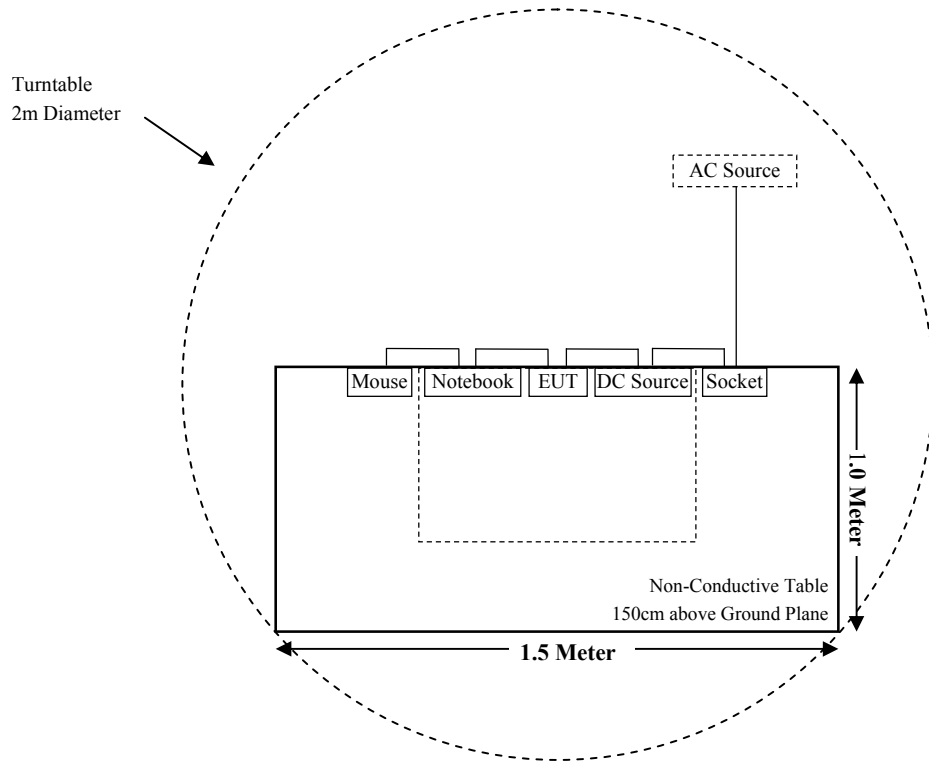 Turntable
2m Diameter
AC Source
Mouse
Notebook
EUT
DC Source
Socket
1.0 Meter
Non-Conductive Table
150cm above Ground Plane
1.5 Meter